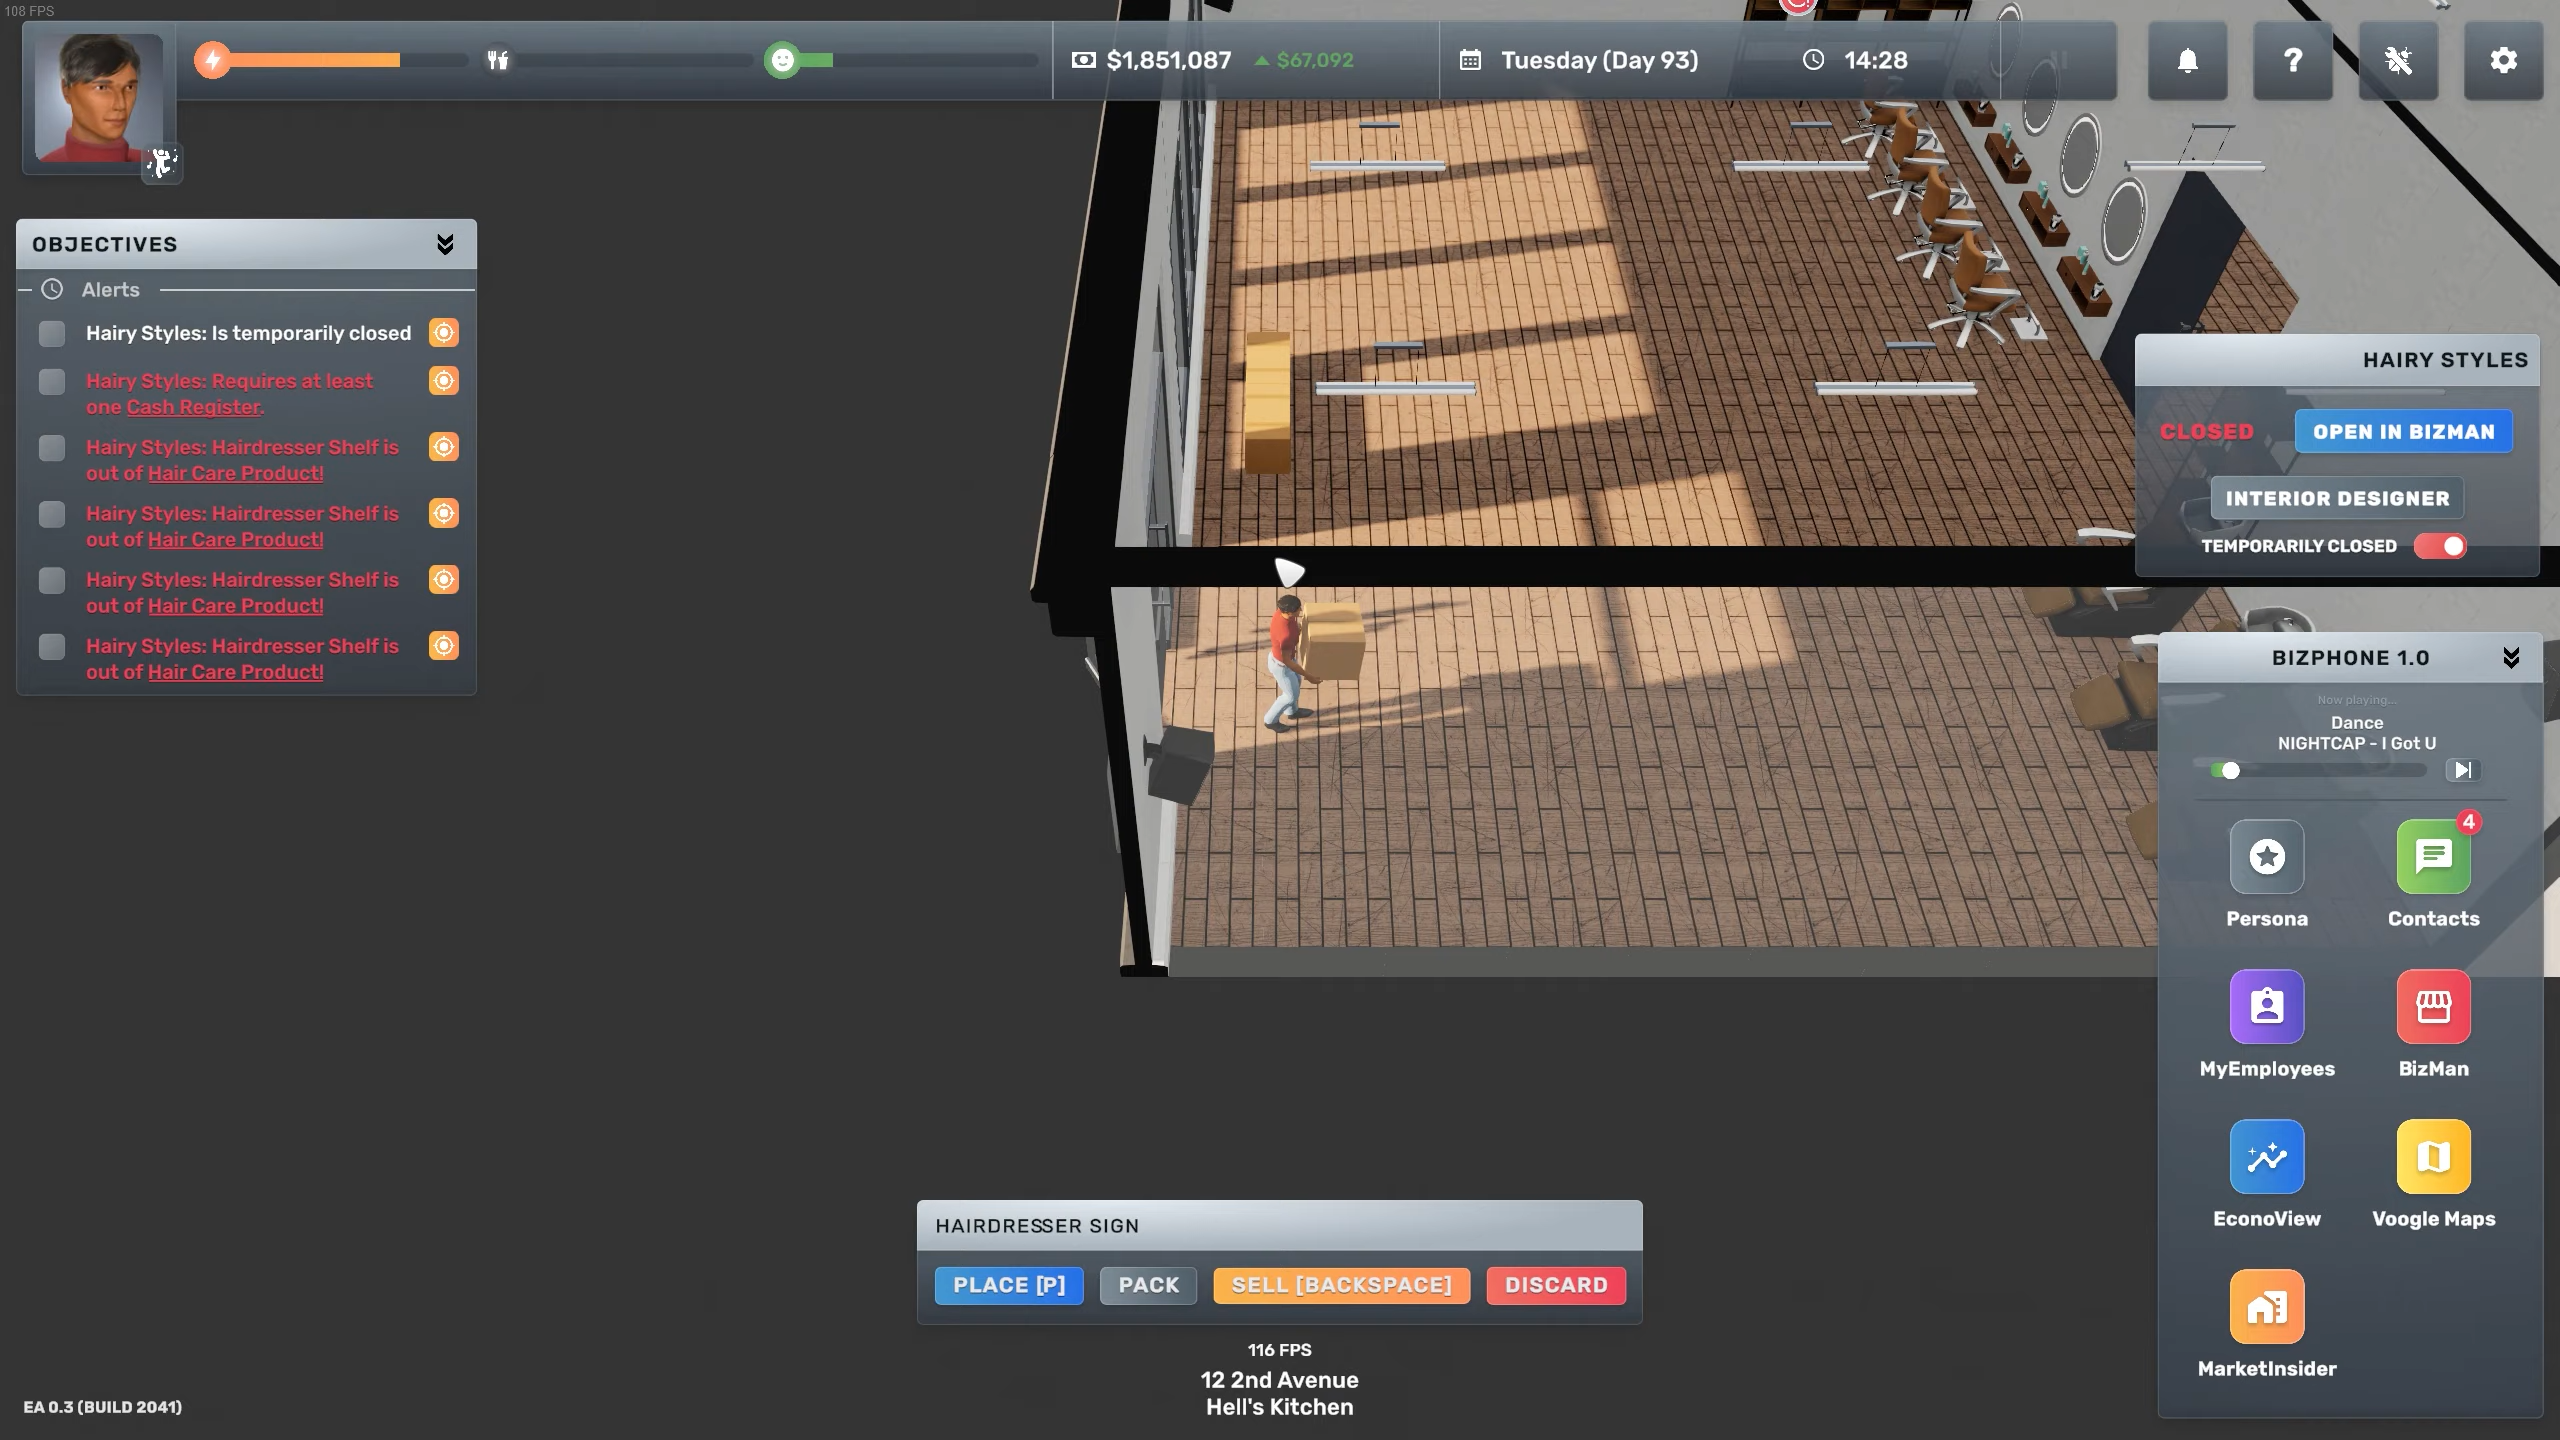 108 FPS
$1,851,087
$67,092
Tuesday (Day 93)
14:28
?
OBJECTIVES
Alerts
Hairy Styles: Is temporarily closed
Hairy Styles: Requires at least
one Cash Register.
Hairy Styles: Hairdresser Shelf is
out of Hair Care Product!
Hairy Styles: Hairdresser Shelf is
out of Hair Care Product!
Hairy Styles: Hairdresser Shelf is
out of Hair Care Product!
Hairy Styles: Hairdresser Shelf is
out of Hair Care Product!
HAIRY STYLES
CLOSED
OPEN IN BIZMAN
INTERIOR DESIGNER
TEMPORARILY CLOSED
BIZPHONE 1.0
Now playing...
Dance
NIGHTCAP - I Got U
4
Persona
Contacts
MyEmployees
BizMan
EconoView
Voogle Maps
MarketInsider
HAIRDRESSER SIGN
PLACE [P]
PACK
SELL [BACKSPACE]
DISCARD
116 FPS
12 2nd Avenue
Hell's Kitchen
EA 0.3 (BUILD 2041)